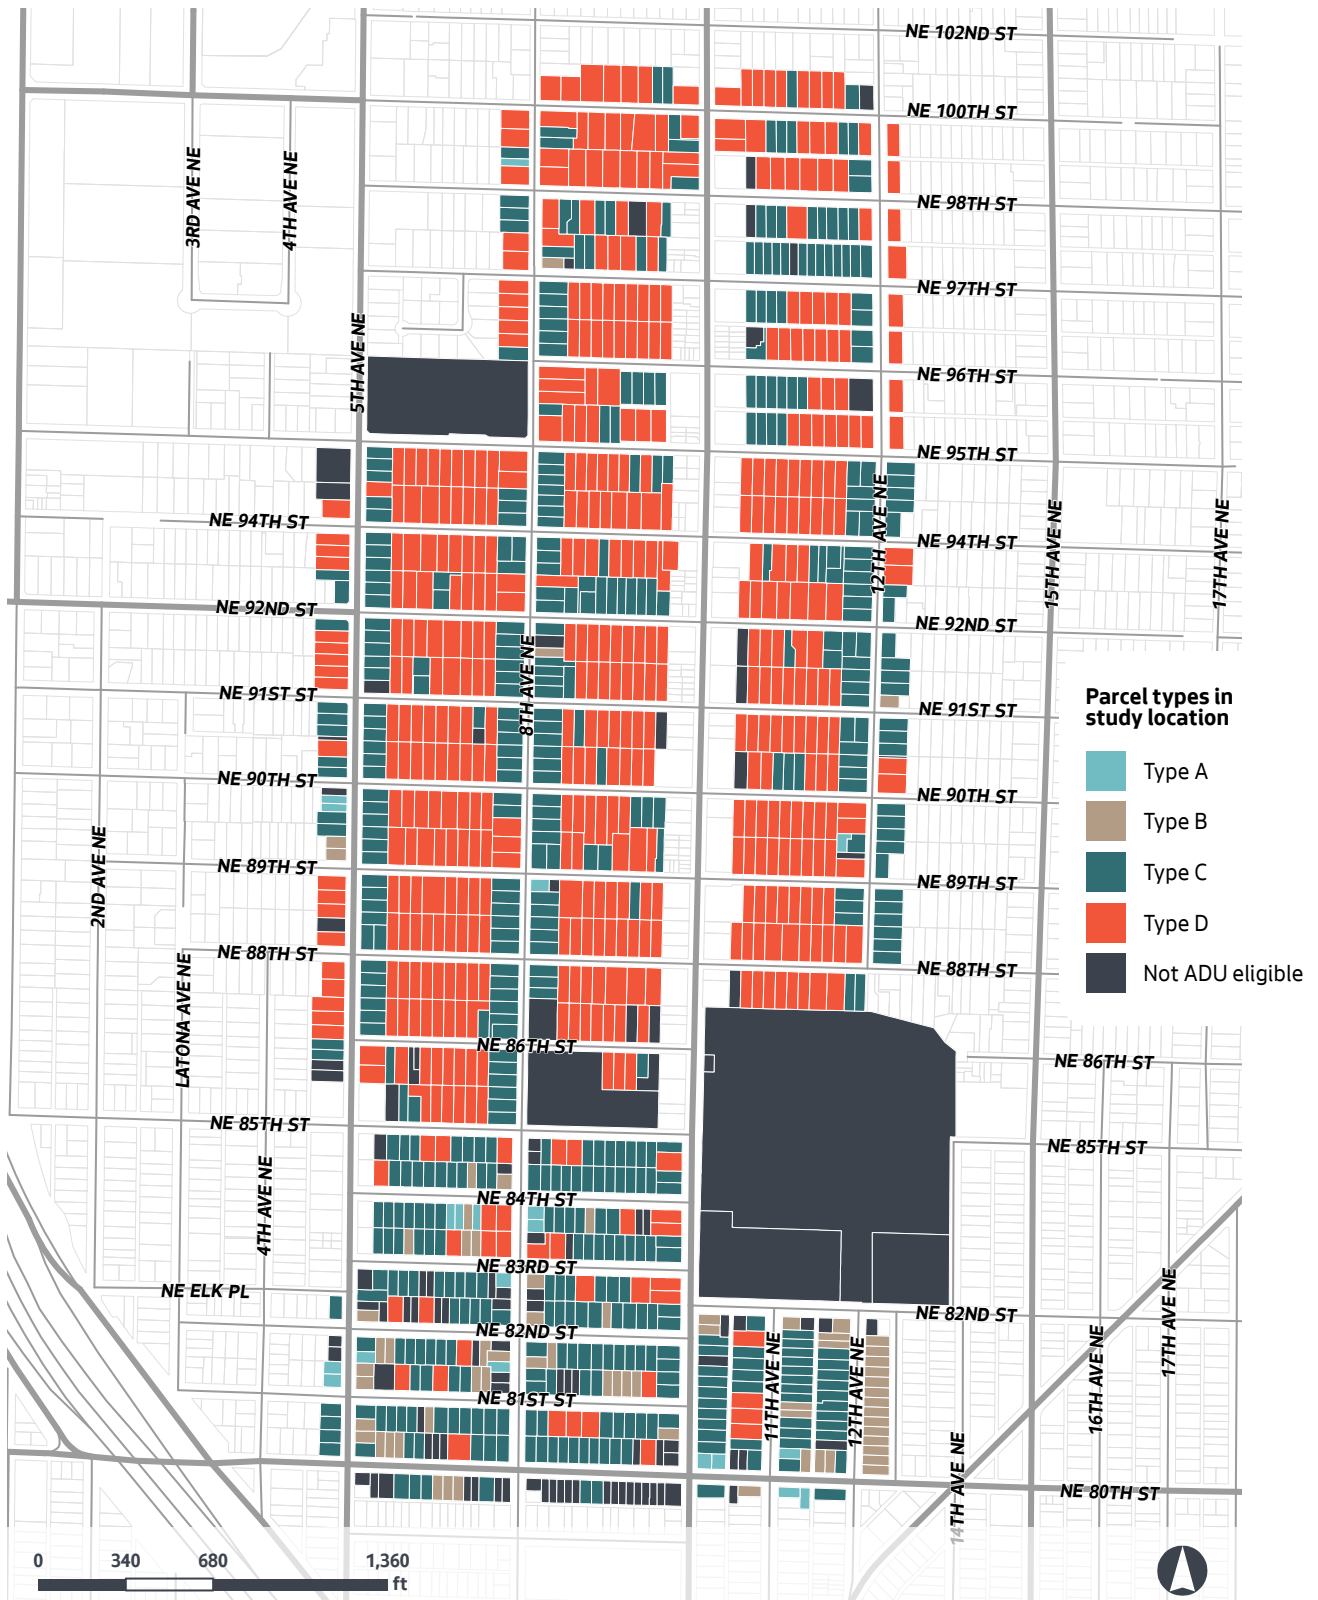 NE 102ND ST
NE 100TH ST
3RD AVE NE
4TH AVE NE
NE 98TH ST
NE 97TH ST
5TH AVE NE
NE 96TH ST
NE 95TH ST
NE 94TH ST
12TH AVE NE
15TH AVE NE
17TH AVE NE
NE 94TH ST
NE 92ND ST
NE 92ND ST
8TH AVE NE
NE 91ST ST
NE 91ST ST
Parcel types in
study location
Type A
Type B
Type C
Type D
Not ADU eligible
NE 90TH ST
NE 90TH ST
2ND AVE NE
NE 89TH ST
NE 89TH ST
NE 88TH ST
NE 88TH ST
LATONA AVE NE
NE 86TH ST
NE 86TH ST
NE 85TH ST
NE 85TH ST
4TH AVE NE
NE 84TH ST
NE 83RD ST
NE ELK PL
NE 82ND ST
NE 82ND ST
11TH AVE NE
12TH AVE NE
16TH AVE NE
17TH AVE NE
NE 81ST ST
14TH AVE NE
NE 80TH ST
0 340 680 1,360
ft